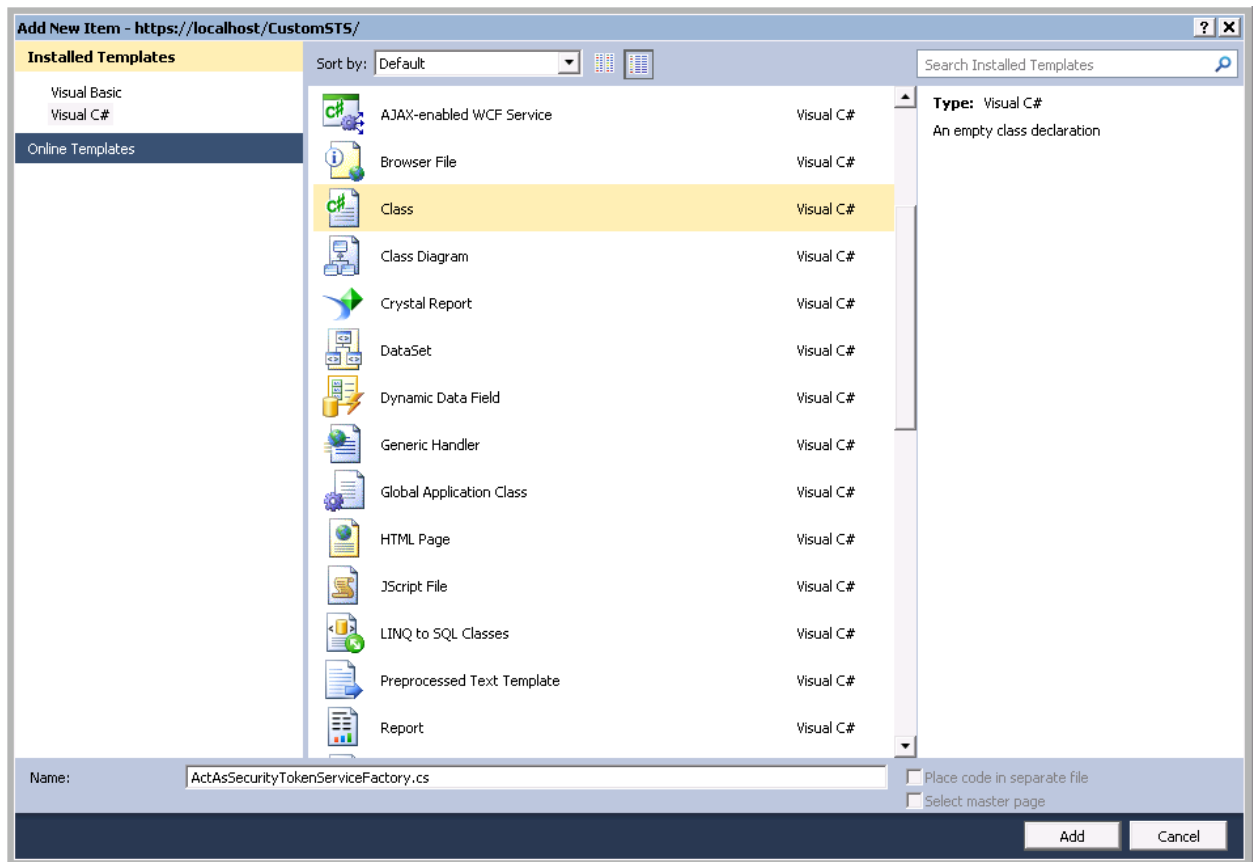 Add New Item - https://localhost/CustomSTS/
Installed Templates
Visual Basic
Visual C#
Online Templates
Sort by: Default
Search Installed Templates
AJAX-enabled WCF Service Visual C#
Browser File Visual C#
Class Visual C#
Class Diagram Visual C#
Crystal Report Visual C#
DataSet Visual C#
Dynamic Data Field Visual C#
Generic Handler Visual C#
Global Application Class Visual C#
HTML Page Visual C#
JScript File Visual C#
LINQ to SQL Classes Visual C#
Preprocessed Text Template Visual C#
Report Visual C#
Type: Visual C#
An empty class declaration
Name: ActAsSecurityTokenServiceFactory.cs
Place code in separate file
Select master page
Add Cancel